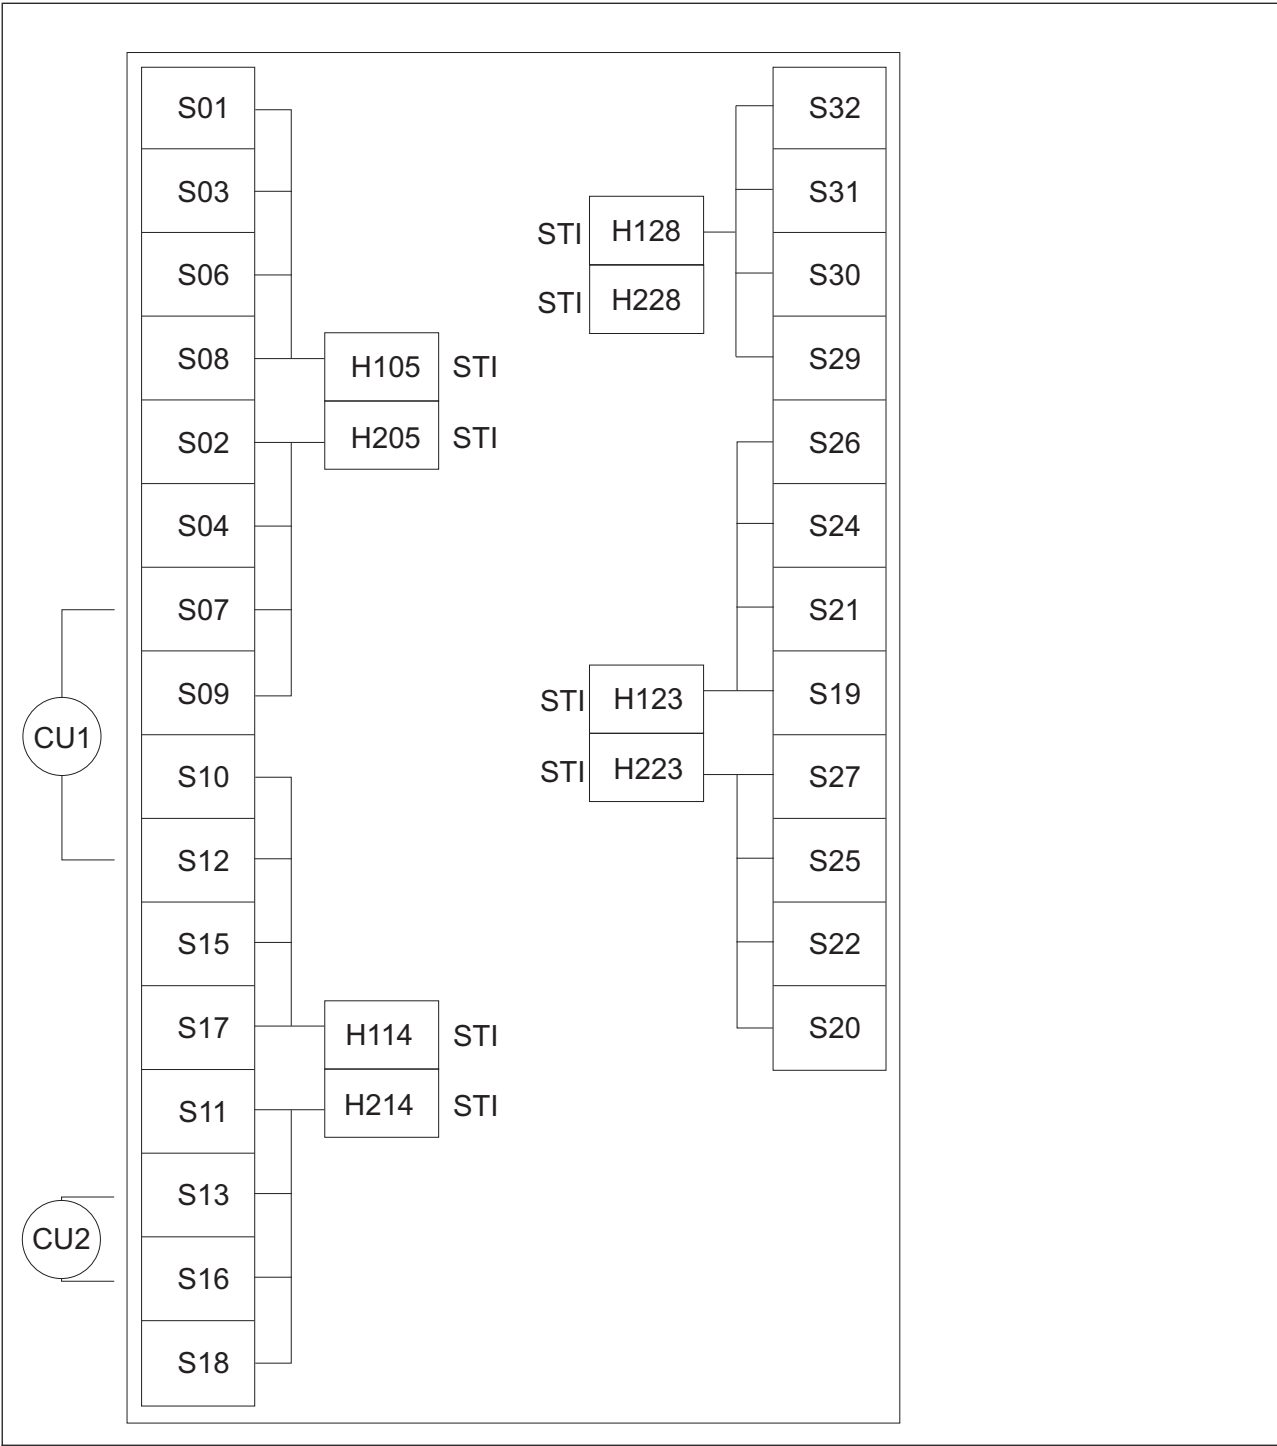 S01
S03
S06
S08
S02
S04
S07
S09
S10
S12
S15
S17
S11
S13
S16
S18
CU1
CU2
H105 STI
H205 STI
H114 STI
H214 STI
STI H128
STI H228
STI H123
STI H223
S32
S31
S30
S29
S26
S24
S21
S19
S27
S25
S22
S20